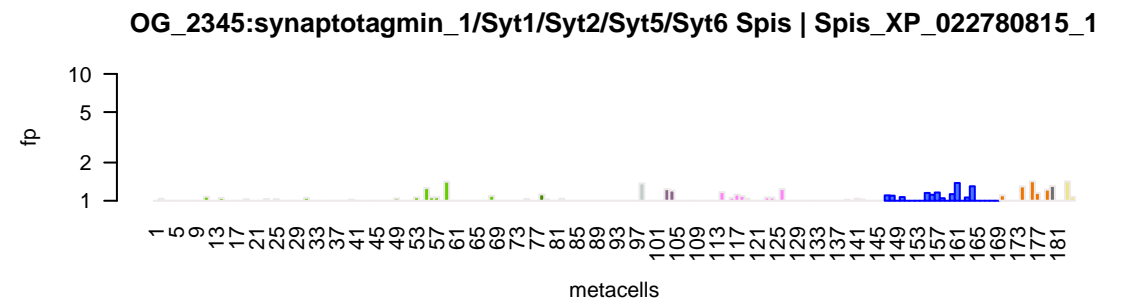 OG_2345:synaptotagmin_1/Syt1/Syt2/Syt5/Syt6 Spis | Spis_XP_022780815_1
10
5
2
1
fp
1 5 9 13 17 21 25 29 33 37 41 45 49 53 57 61 65 69 73 77 81 85 89 93 97 101 105 109 113 117 121 125 129 133 137 141 145 149 153 157 161 165 169 173 177 181
metacells